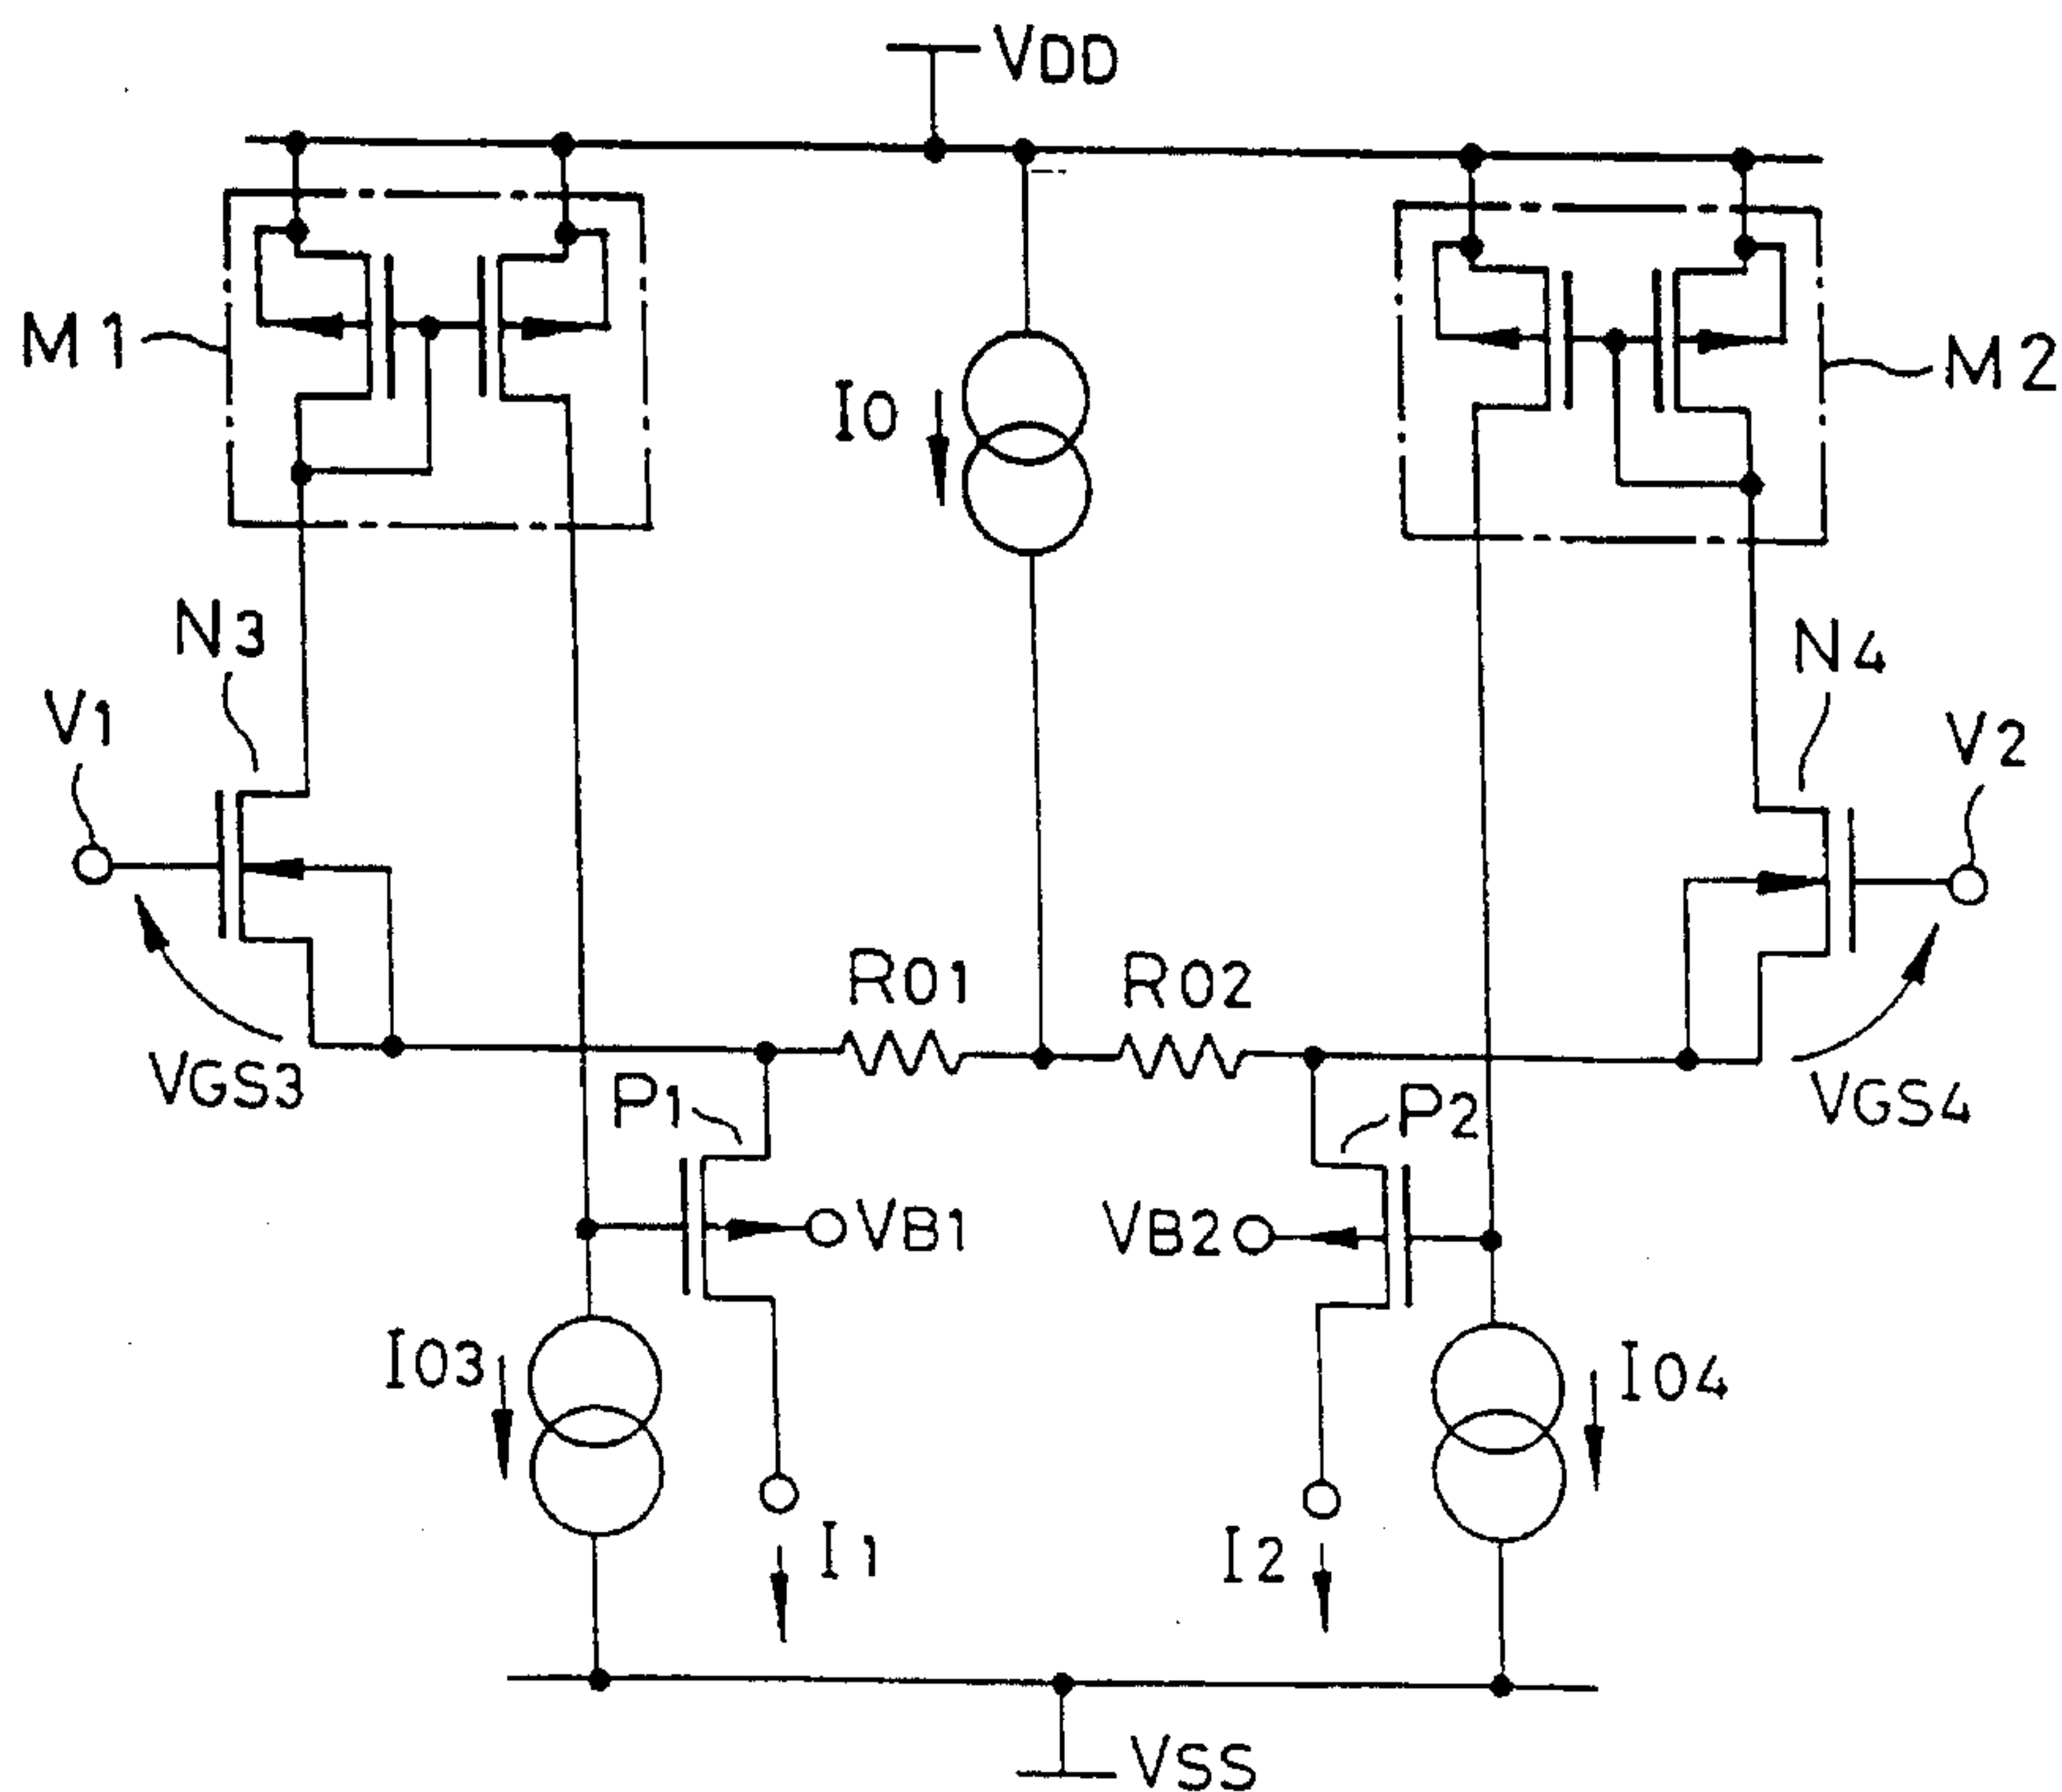 VDD
M1
I0
M2
N3
N4
V1
V2
R01
R02
VGS3
P1
P2
VGS4
VB1
VB2
I03
I04
I1
I2
VSS